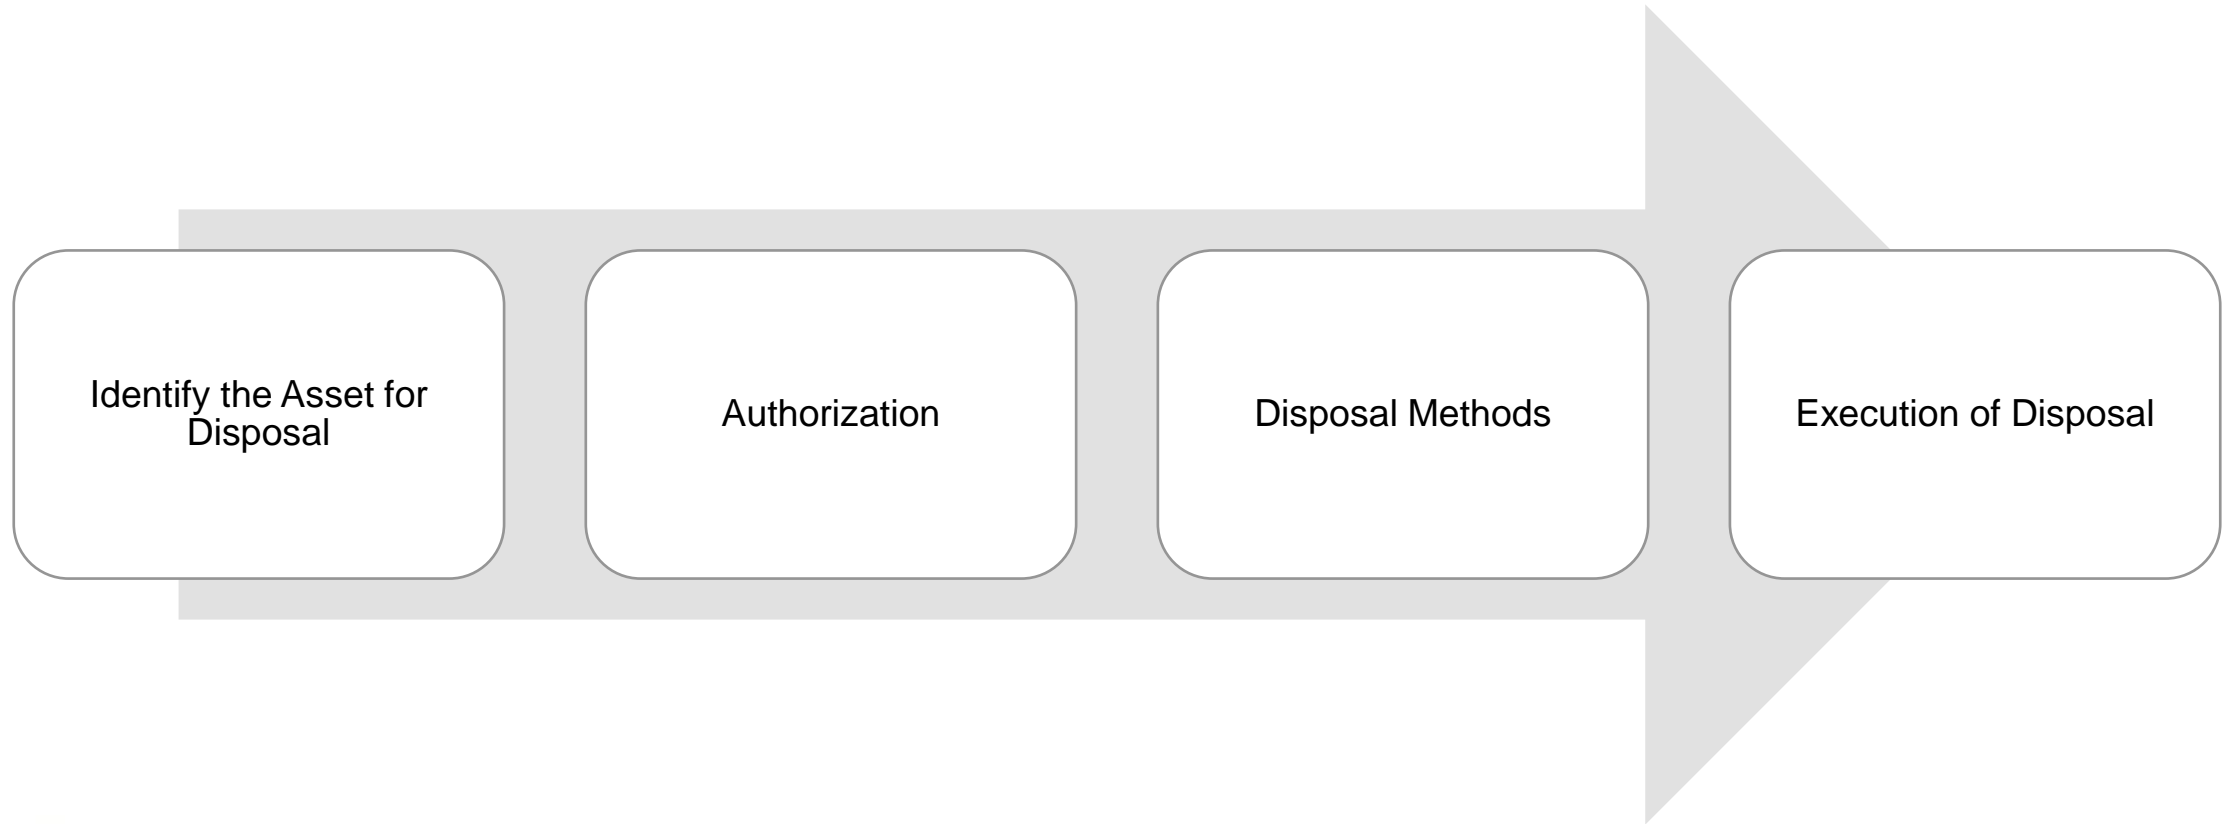 Identify the Asset for
Disposal
Authorization
Disposal Methods
Execution of Disposal